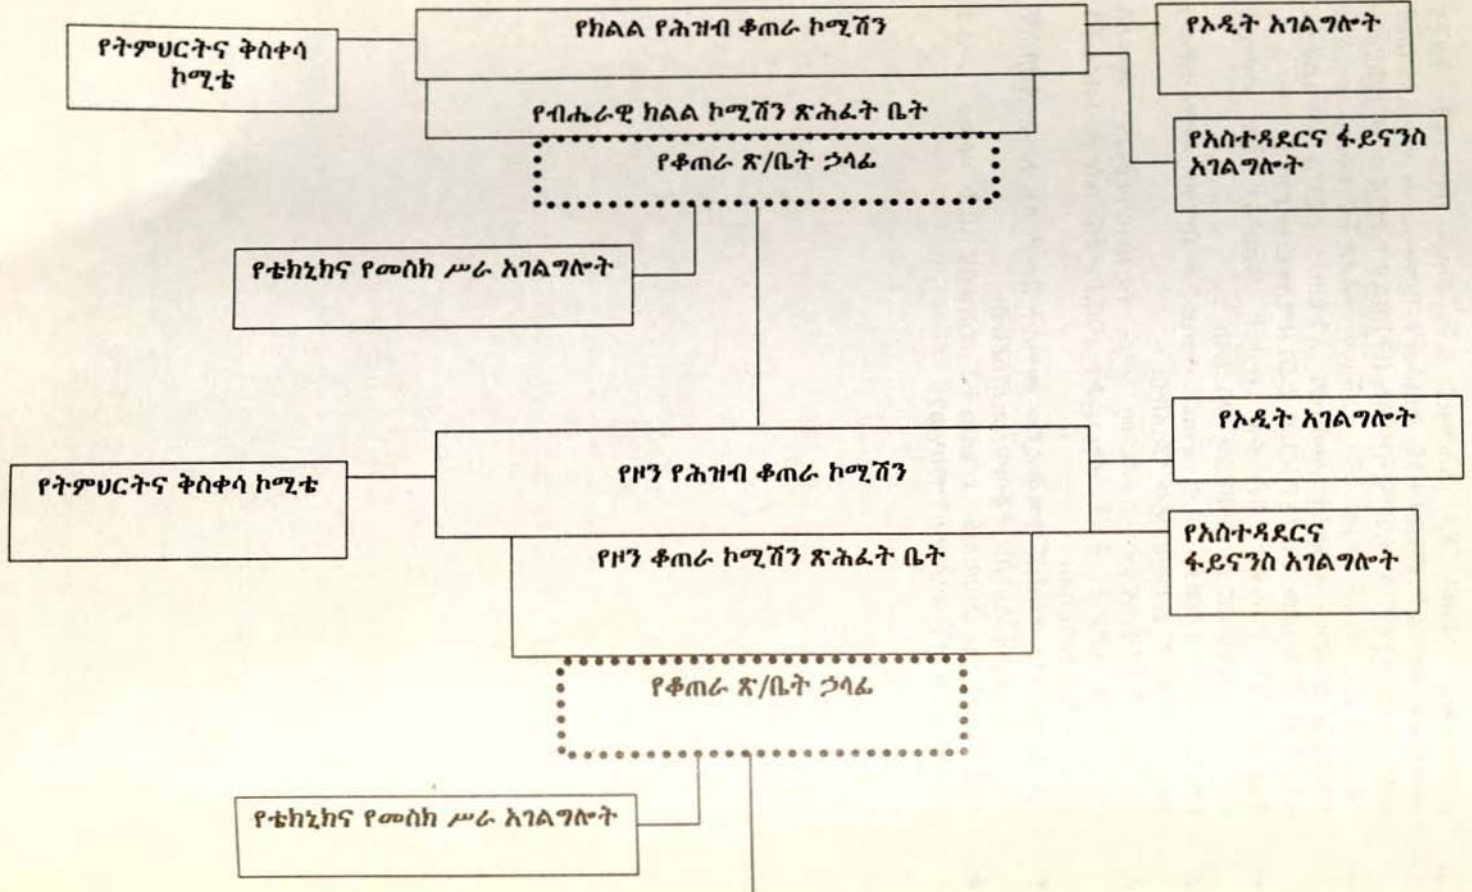 የክልል የሕዝብ ቆጠራ ኮሚሽን
የኦዲት አገልግሎት
የትምህርትና ቅስቀሳ
ኮሚቴ
የብሔራዊ ክልል ኮሚሽን ጽሕፈት ቤት
የአስተዳደርና ፋይናንስ
አገልግሎት
የቆጠራ ጽ/ቤት ኃላፊ
የቴክኒክና የመስክ ሥራ አገልግሎት
የኦዲት አገልግሎት
የዞን የሕዝብ ቆጠራ ኮሚሽን
የትምህርትና ቅስቀሳ ኮሚቴ
የአስተዳደርና
ፋይናንስ አገልግሎት
የዞን ቆጠራ ኮሚሽን ጽሕፈት ቤት
የቆጠራ ጽ/ቤት ኃላፊ
የቴክኒክና የመስክ ሥራ አገልግሎት